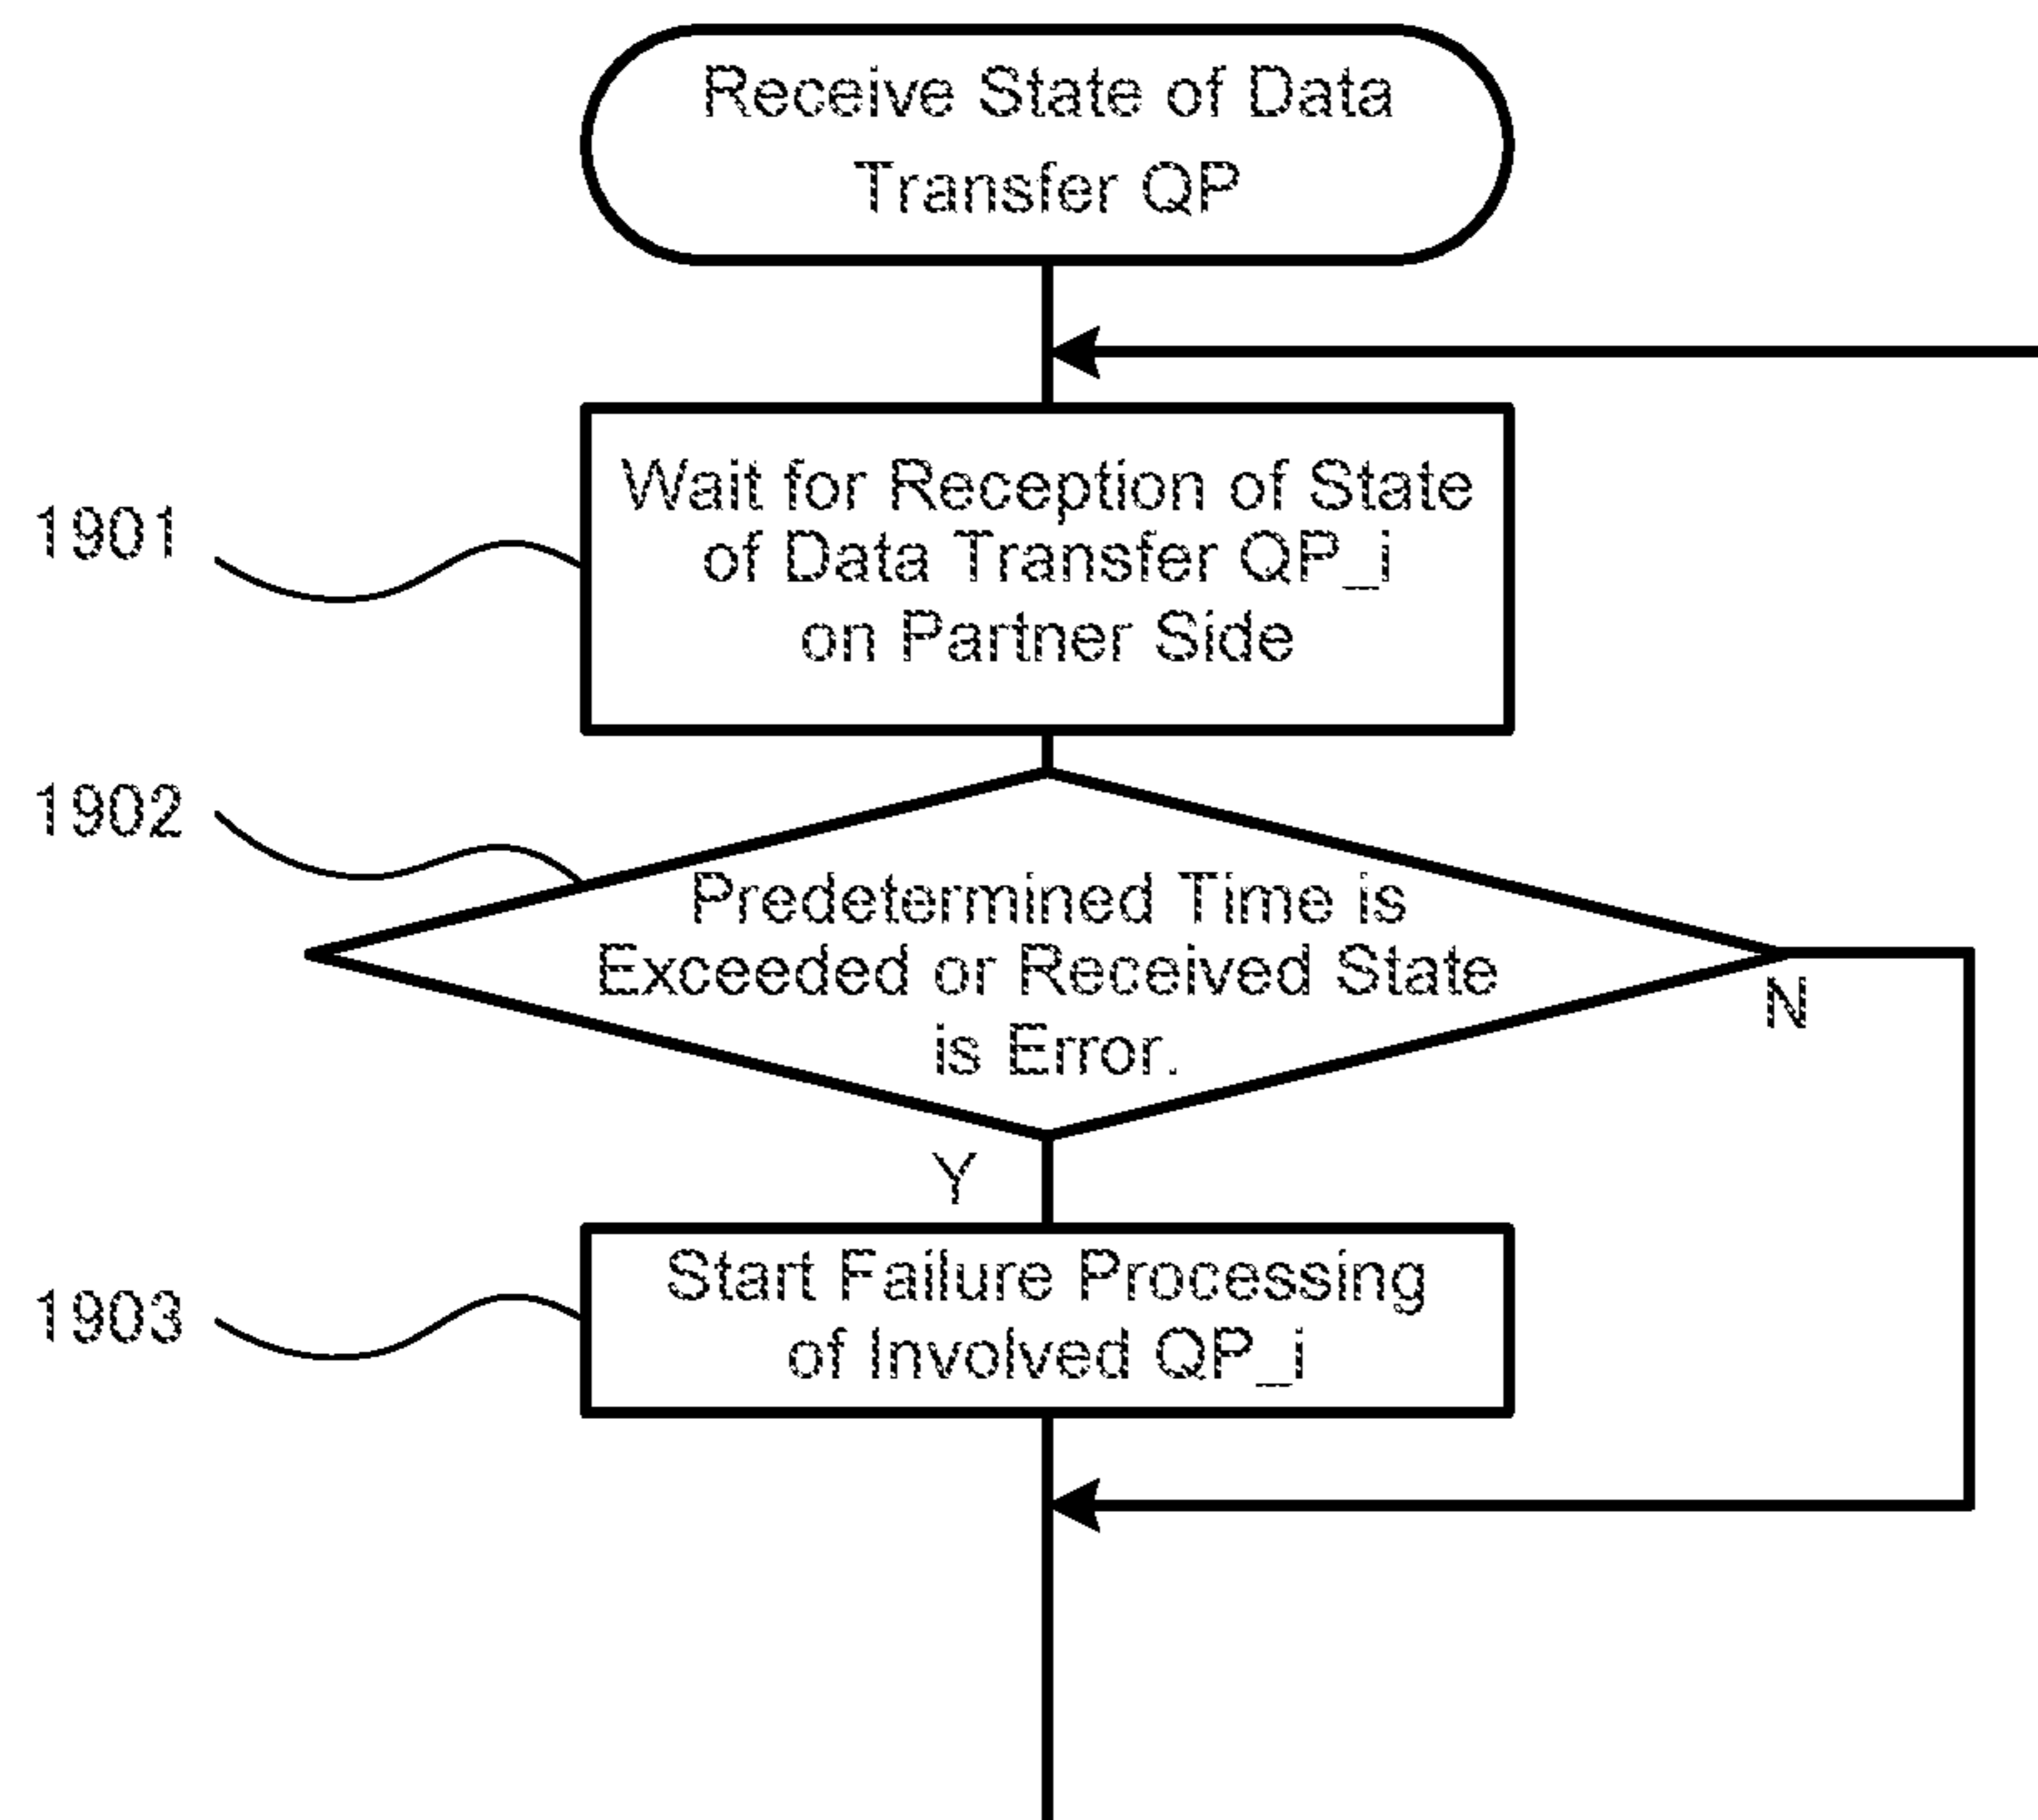 Receive State of Data
Transfer QP
1901
Wait for Reception of State
of Data Transfer QP_i
on Partner Side
1902
Predetermined Time is
Exceeded or Received State
is Error.
N
Y
1903
Start Failure Processing
of Involved QP_i